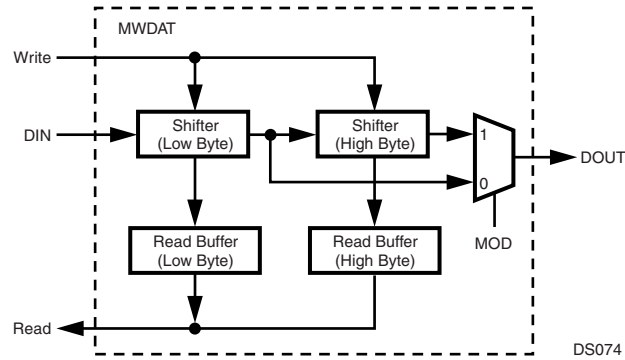 MWDAT
Write
DIN
Shifter
(Low Byte)
Shifter
(High Byte)
1
0
DOUT
MOD
Read Buffer
(Low Byte)
Read Buffer
(High Byte)
Read
DS074